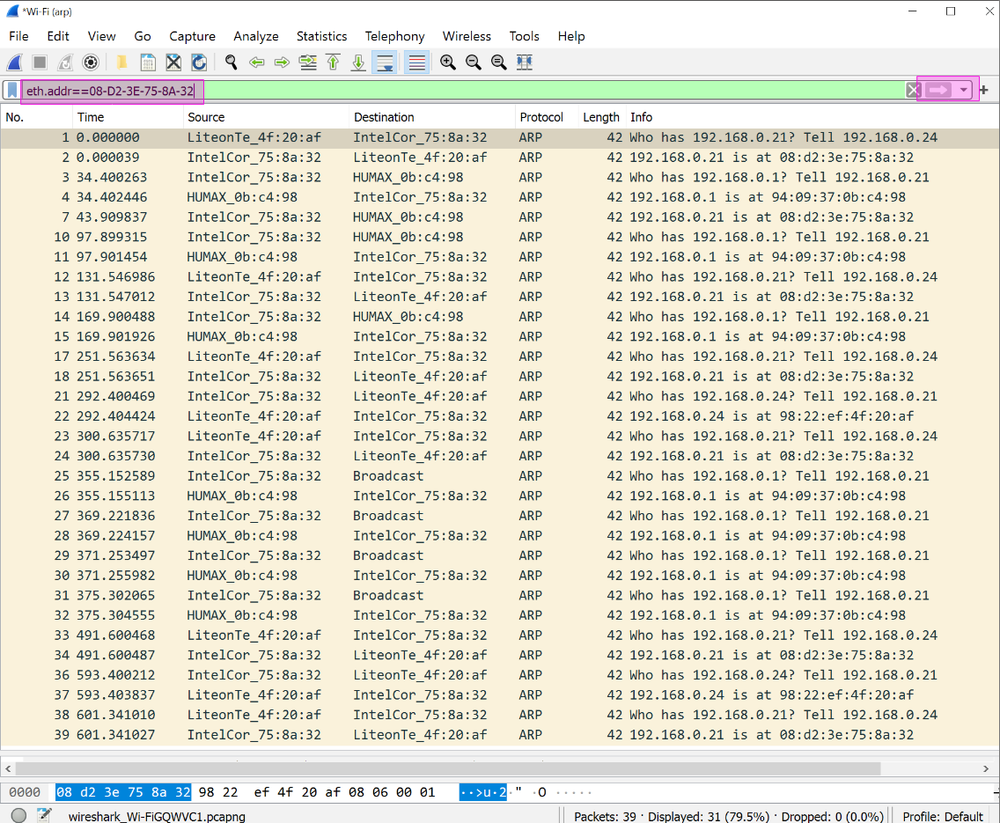 *Wi-Fi (arp)
File Edit View Go Capture Analyze Statistics Telephony Wireless Tools Help
eth.addr==08-D2-3E-75-8A-32
No. Time Source Destination Protocol Length Info
1 0.000000 LiteonTe_4f:20:af IntelCor_75:8a:32 ARP 42 Who has 192.168.0.21? Tell 192.168.0.24
2 0.000039 IntelCor_75:8a:32 LiteonTe_4f:20:af ARP 42 192.168.0.21 is at 08:d2:3e:75:8a:32
3 34.400263 IntelCor_75:8a:32 HUMAX_0b:c4:98 ARP 42 Who has 192.168.0.1? Tell 192.168.0.21
4 34.402446 HUMAX_0b:c4:98 IntelCor_75:8a:32 ARP 42 192.168.0.1 is at 94:09:37:0b:c4:98
7 43.909837 IntelCor_75:8a:32 HUMAX_0b:c4:98 ARP 42 192.168.0.21 is at 08:d2:3e:75:8a:32
10 97.899315 IntelCor_75:8a:32 HUMAX_0b:c4:98 ARP 42 Who has 192.168.0.1? Tell 192.168.0.21
11 97.901454 HUMAX_0b:c4:98 IntelCor_75:8a:32 ARP 42 192.168.0.1 is at 94:09:37:0b:c4:98
12 131.546986 LiteonTe_4f:20:af IntelCor_75:8a:32 ARP 42 Who has 192.168.0.21? Tell 192.168.0.24
13 131.547012 IntelCor_75:8a:32 LiteonTe_4f:20:af ARP 42 192.168.0.21 is at 08:d2:3e:75:8a:32
14 169.900488 IntelCor_75:8a:32 HUMAX_0b:c4:98 ARP 42 Who has 192.168.0.1? Tell 192.168.0.21
15 169.901926 HUMAX_0b:c4:98 IntelCor_75:8a:32 ARP 42 192.168.0.1 is at 94:09:37:0b:c4:98
17 251.563634 LiteonTe_4f:20:af IntelCor_75:8a:32 ARP 42 Who has 192.168.0.21? Tell 192.168.0.24
18 251.563651 IntelCor_75:8a:32 LiteonTe_4f:20:af ARP 42 192.168.0.21 is at 08:d2:3e:75:8a:32
21 292.400469 IntelCor_75:8a:32 LiteonTe_4f:20:af ARP 42 Who has 192.168.0.24? Tell 192.168.0.21
22 292.404424 LiteonTe_4f:20:af IntelCor_75:8a:32 ARP 42 192.168.0.24 is at 98:22:ef:4f:20:af
23 300.635717 LiteonTe_4f:20:af IntelCor_75:8a:32 ARP 42 Who has 192.168.0.21? Tell 192.168.0.24
24 300.635730 IntelCor_75:8a:32 LiteonTe_4f:20:af ARP 42 192.168.0.21 is at 08:d2:3e:75:8a:32
25 355.152589 IntelCor_75:8a:32 Broadcast ARP 42 Who has 192.168.0.1? Tell 192.168.0.21
26 355.155113 HUMAX_0b:c4:98 IntelCor_75:8a:32 ARP 42 192.168.0.1 is at 94:09:37:0b:c4:98
27 369.221836 IntelCor_75:8a:32 Broadcast ARP 42 Who has 192.168.0.1? Tell 192.168.0.21
28 369.224157 HUMAX_0b:c4:98 IntelCor_75:8a:32 ARP 42 192.168.0.1 is at 94:09:37:0b:c4:98
29 371.253497 IntelCor_75:8a:32 Broadcast ARP 42 Who has 192.168.0.1? Tell 192.168.0.21
30 371.255982 HUMAX_0b:c4:98 IntelCor_75:8a:32 ARP 42 192.168.0.1 is at 94:09:37:0b:c4:98
31 375.302065 IntelCor_75:8a:32 Broadcast ARP 42 Who has 192.168.0.1? Tell 192.168.0.21
32 375.304555 HUMAX_0b:c4:98 IntelCor_75:8a:32 ARP 42 192.168.0.1 is at 94:09:37:0b:c4:98
33 491.600468 LiteonTe_4f:20:af IntelCor_75:8a:32 ARP 42 Who has 192.168.0.21? Tell 192.168.0.24
34 491.600487 IntelCor_75:8a:32 LiteonTe_4f:20:af ARP 42 192.168.0.21 is at 08:d2:3e:75:8a:32
36 593.400212 IntelCor_75:8a:32 LiteonTe_4f:20:af ARP 42 Who has 192.168.0.24? Tell 192.168.0.21
37 593.403837 LiteonTe_4f:20:af IntelCor_75:8a:32 ARP 42 192.168.0.24 is at 98:22:ef:4f:20:af
38 601.341010 LiteonTe_4f:20:af IntelCor_75:8a:32 ARP 42 Who has 192.168.0.21? Tell 192.168.0.24
39 601.341027 IntelCor_75:8a:32 LiteonTe_4f:20:af ARP 42 192.168.0.21 is at 08:d2:3e:75:8a:32
0000 08 d2 3e 75 8a 32 98 22 ef 4f 20 af 08 06 00 01 ··>u·2·" ·O ·····
wireshark_Wi-FiGQWVC1.pcapng Packets: 39 · Displayed: 31 (79.5%) · Dropped: 0 (0.0%) Profile: Default